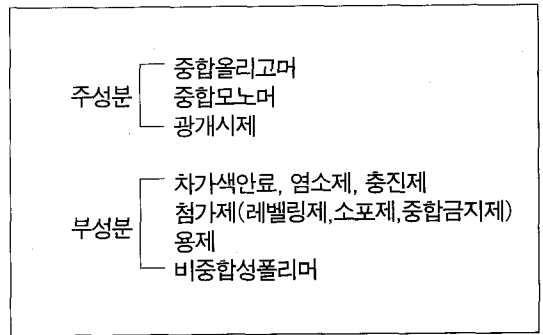 주성분
중합올리고머
중합모노머
광개시제
부성분
차가색안료, 염소제, 충진제
첨가제(레벨링제,소포제,중합금지제)
용제
비중합성폴리머